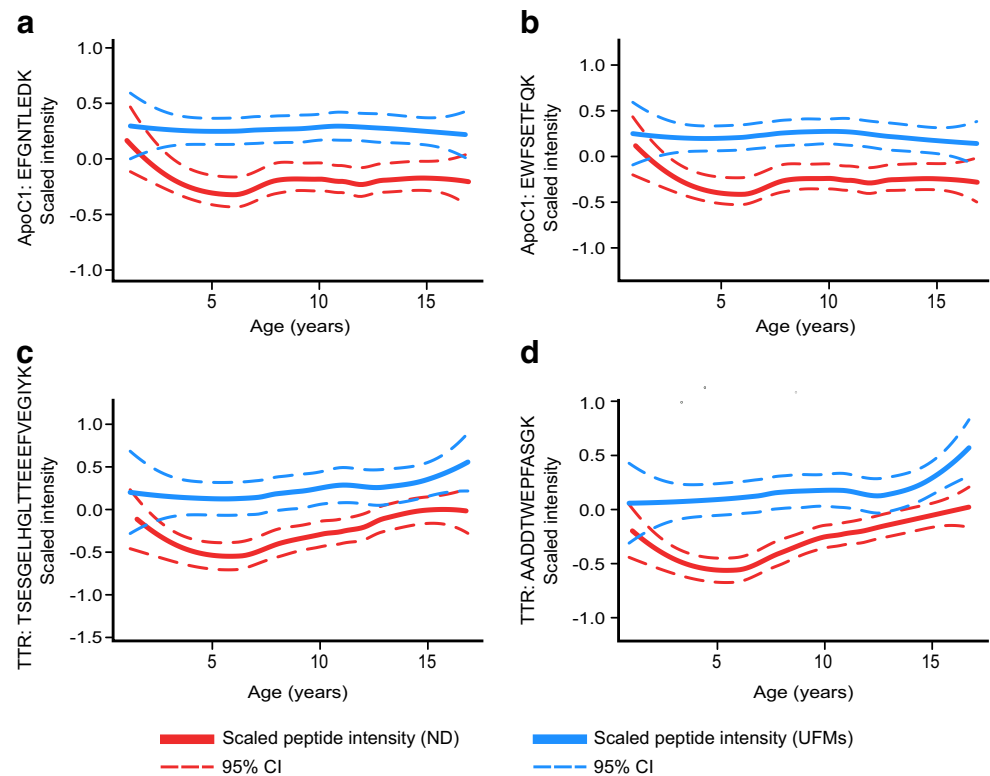 a
ApoC1: EFGNTLEDK
Scaled intensity
1.0
0.5
0.0
-0.5
-1.0
5
10
15
Age (years)
b
ApoC1: EWFSETFQK
Scaled intensity
1.0
0.5
0.0
-0.5
-1.0
5
10
15
Age (years)
c
TTR: TSESGELHGLTTEEEFVEGIYK
Scaled intensity
1.0
0.5
0.0
-0.5
-1.0
-1.5
5
10
15
Age (years)
d
TTR: AADDTWEPFASGK
Scaled intensity
1.0
0.5
0.0
-0.5
-1.0
5
10
15
Age (years)
Scaled peptide intensity (ND)
Scaled peptide intensity (UFMs)
95% CI
95% CI